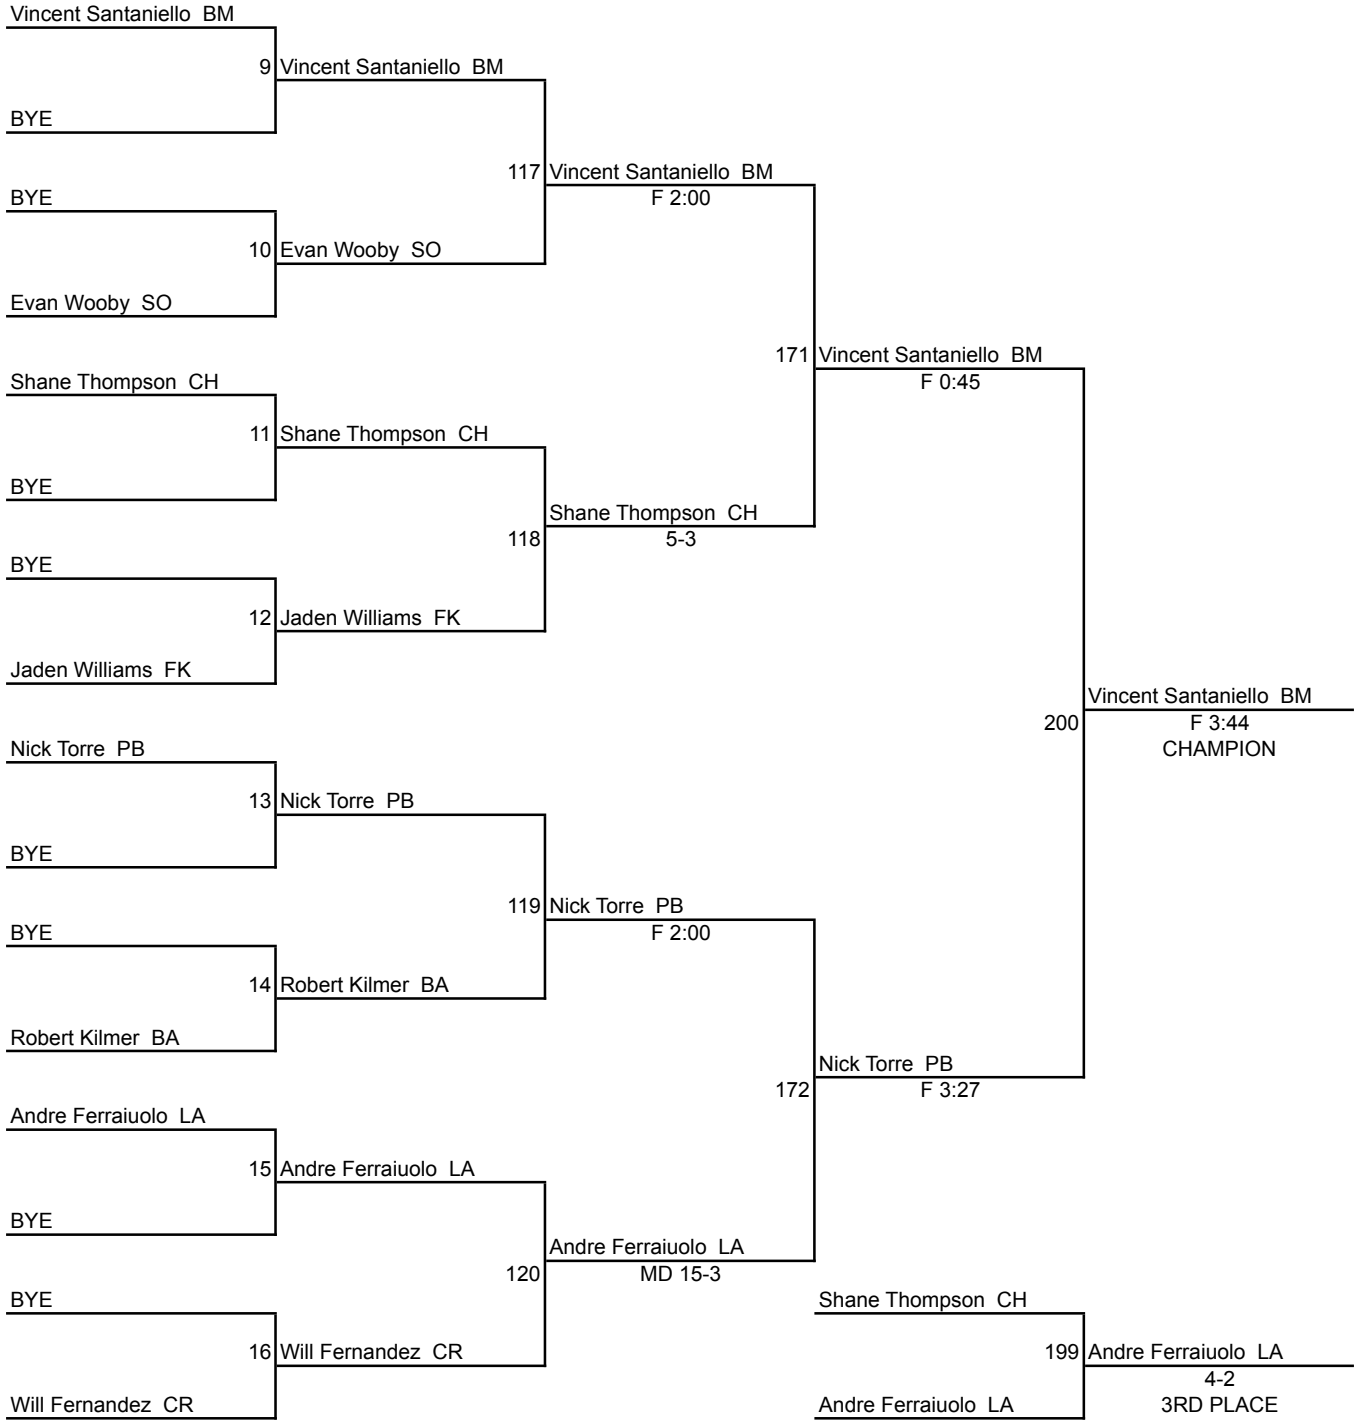 Vincent Santaniello BM
9 Vincent Santaniello BM
BYE
117 Vincent Santaniello BM
F 2:00
BYE
10 Evan Wooby SO
Evan Wooby SO
171 Vincent Santaniello BM
F 0:45
Shane Thompson CH
11 Shane Thompson CH
BYE
Shane Thompson CH
118
5-3
BYE
12 Jaden Williams FK
Jaden Williams FK
Vincent Santaniello BM
200
F 3:44
CHAMPION
Nick Torre PB
13 Nick Torre PB
BYE
119 Nick Torre PB
F 2:00
BYE
14 Robert Kilmer BA
Robert Kilmer BA
Nick Torre PB
172
F 3:27
Andre Ferraiuolo LA
15 Andre Ferraiuolo LA
BYE
Andre Ferraiuolo LA
120
MD 15-3
BYE
16 Will Fernandez CR
Will Fernandez CR
Shane Thompson CH
199 Andre Ferraiuolo LA
4-2
3RD PLACE
Andre Ferraiuolo LA